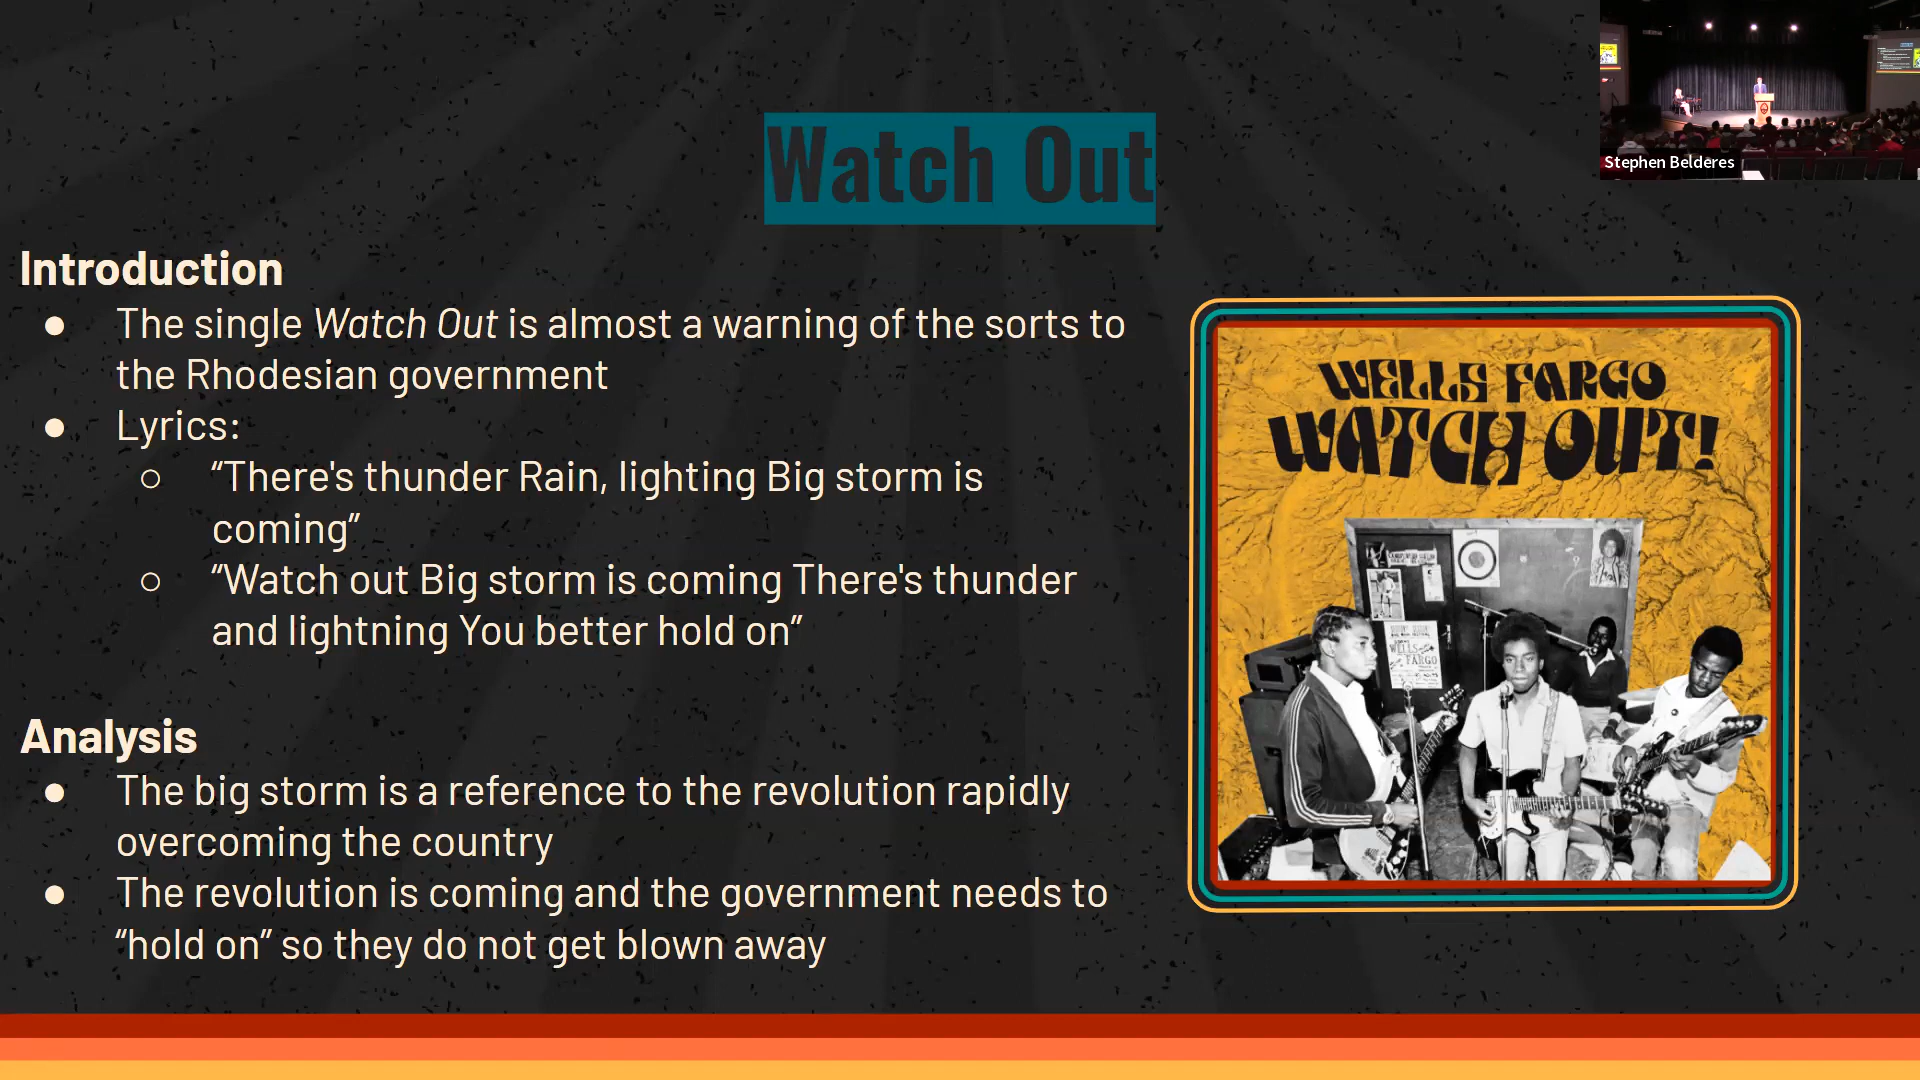 Watch Out
Stephen Belderes
Introduction
● The single Watch Out is almost a warning of the sorts to
the Rhodesian government
● Lyrics:
○ “There's thunder Rain, lighting Big storm is
coming”
○ “Watch out Big storm is coming There's thunder
and lightning You better hold on”
Analysis
● The big storm is a reference to the revolution rapidly
overcoming the country
● The revolution is coming and the government needs to
“hold on” so they do not get blown away
WELLS FARGO
WATCH OUT!
WELLS
FARGO